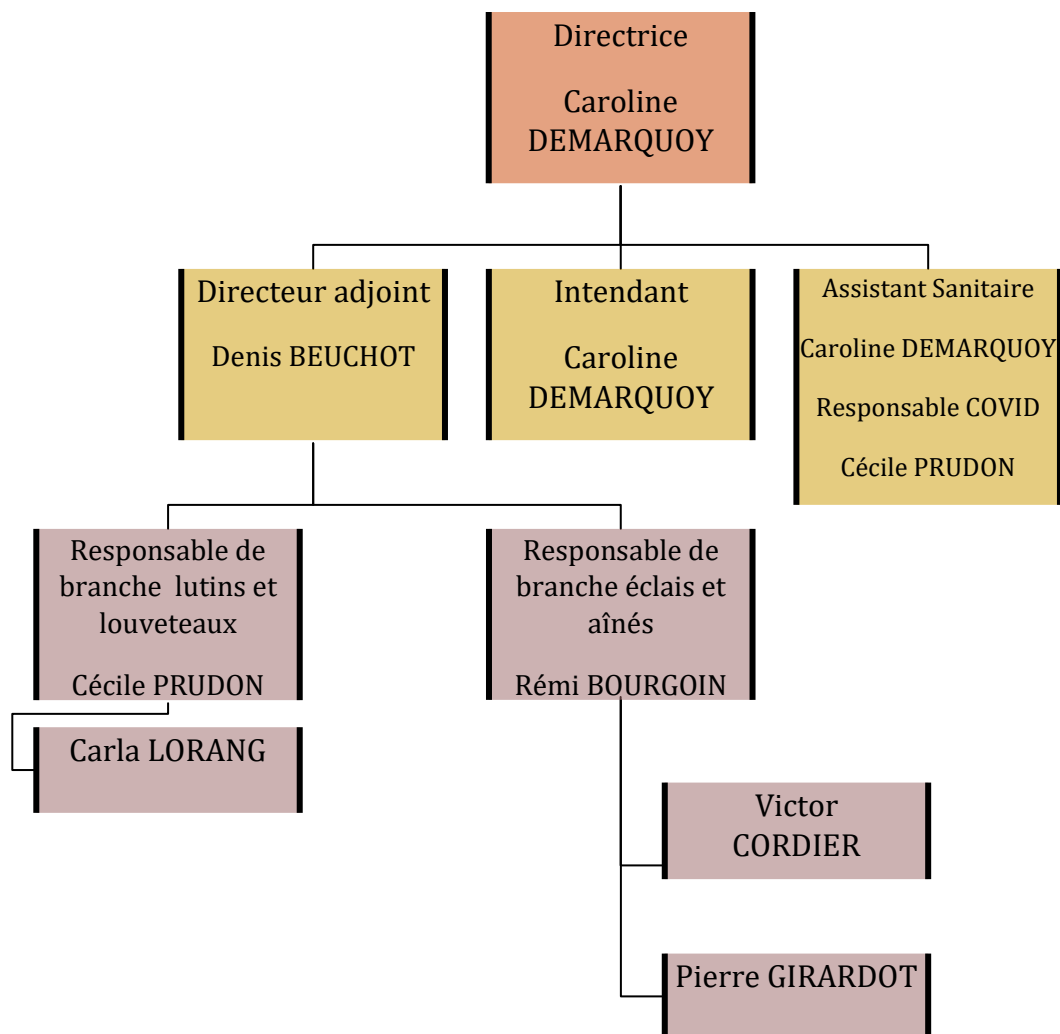 Directrice
Caroline
DEMARQUOY
Directeur adjoint
Denis BEUCHOT
Intendant
Caroline
DEMARQUOY
Assistant Sanitaire
Caroline DEMARQUOY
Responsable COVID
Cécile PRUDON
Responsable de
branche lutins et
louveteaux
Cécile PRUDON
Responsable de
branche éclais et
aînés
Rémi BOURGOIN
Carla LORANG
Victor
CORDIER
Pierre GIRARDOT